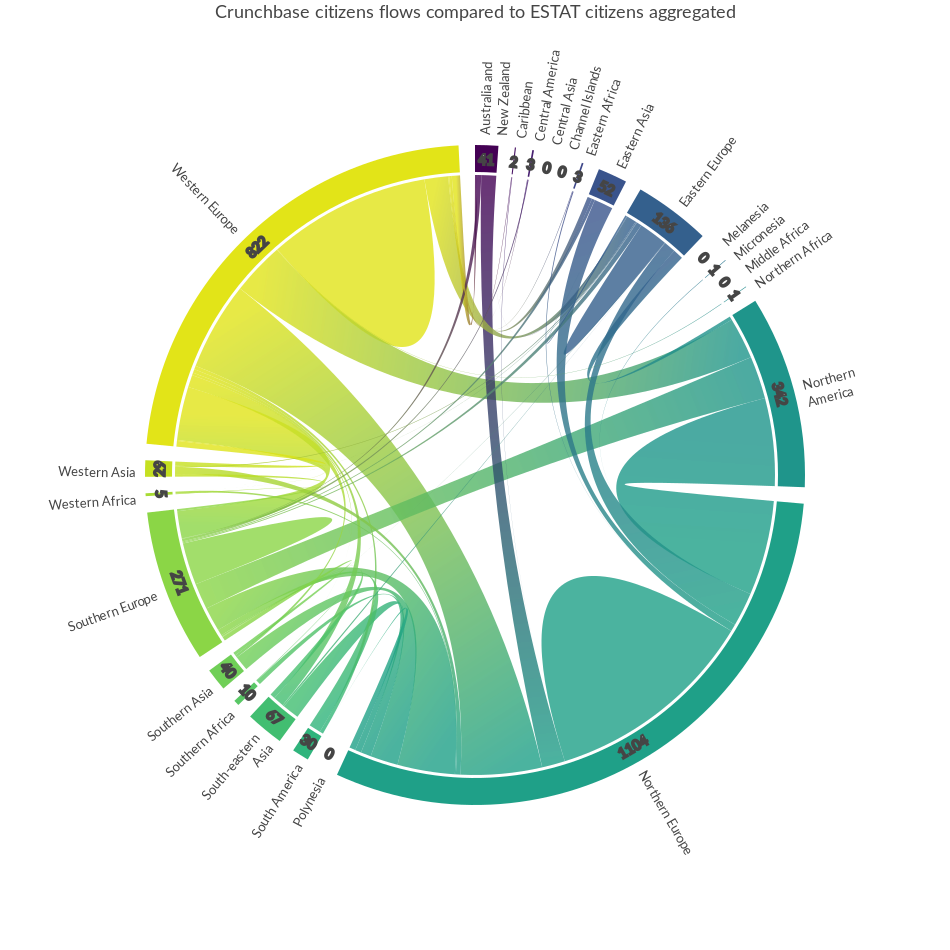 Crunchbase citizens flows compared to ESTAT citizens aggregated
Australia and
New Zealand
41
Caribbean
2
Central America
3
Central Asia
0
Channel Islands
0
Eastern Africa
3
Eastern Asia
52
Eastern Europe
136
Melanesia
0
Micronesia
1
Middle Africa
0
Northern Africa
1
Northern
America
342
Northern Europe
1104
Polynesia
0
South America
30
South-eastern
Asia
67
Southern Africa
10
Southern Asia
40
Southern Europe
271
Western Africa
5
Western Asia
29
Western Europe
822